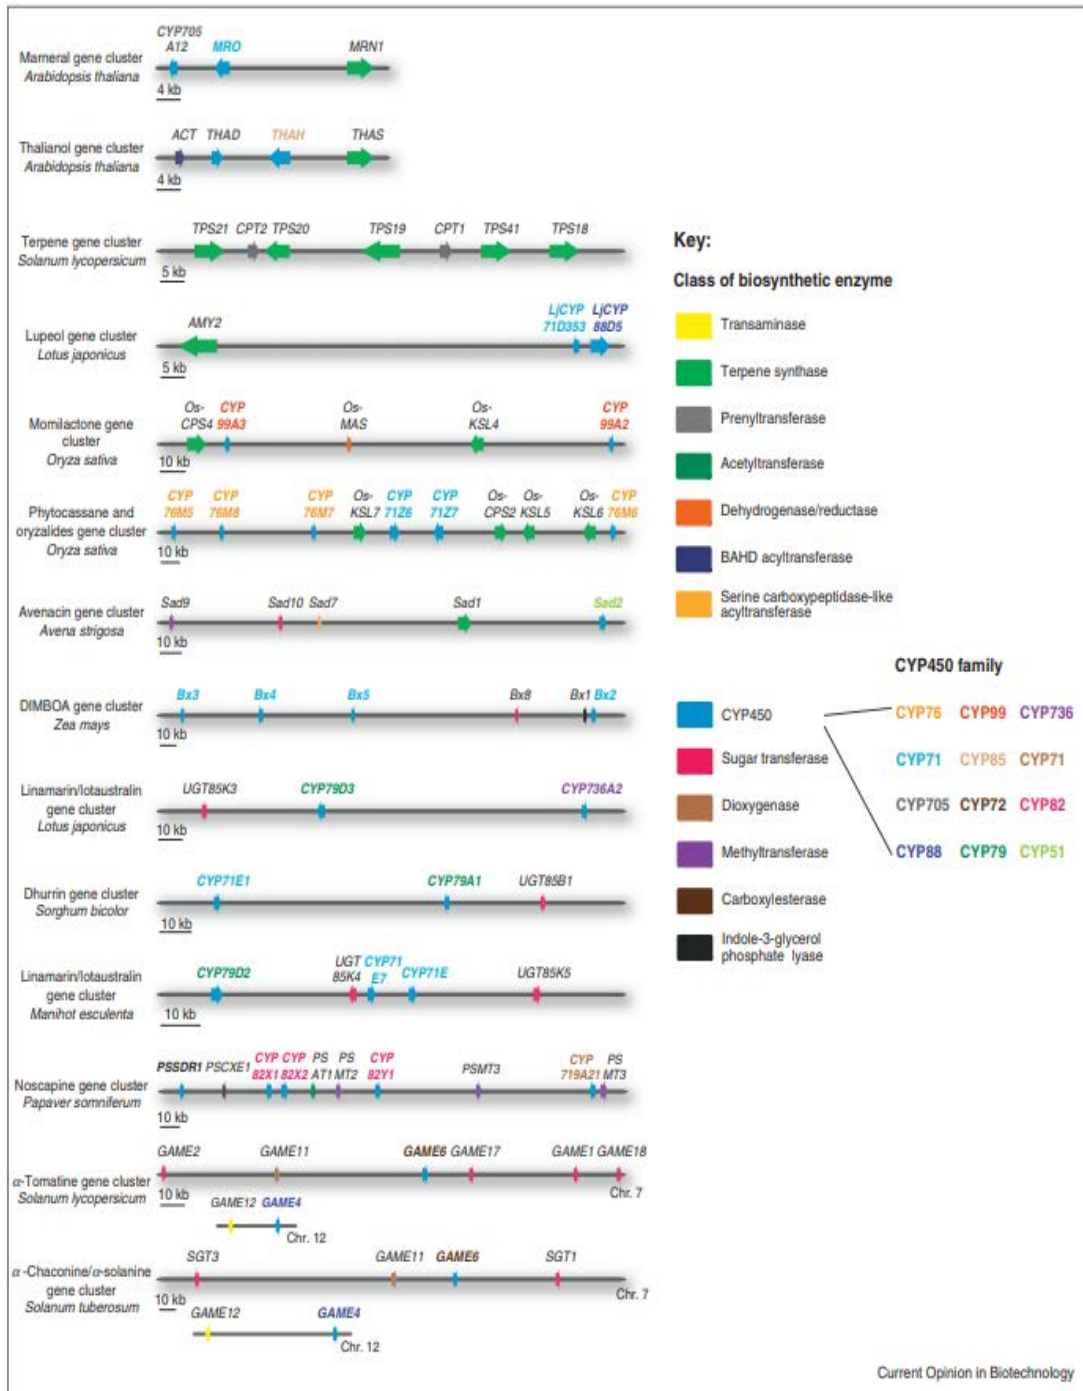 CYP705
A12 MRO MRN1
Marneral gene cluster
Arabidopsis thaliana
4 kb
ACT THAD THAH THAS
Thalianol gene cluster
Arabidopsis thaliana
4 kb
TPS21 CPT2 TPS20 TPS19 CPT1 TPS41 TPS18
Terpene gene cluster
Solanum lycopersicum
5 kb
LjCYP LjCYP
AMY2 71D353 88D5
Lupeol gene cluster
Lotus japonicus
5 kb
Os- CYP Os- Os- CYP
CPS4 99A3 MAS KSL4 99A2
Momilactone gene
cluster
Oryza sativa
10 kb
CYP CYP CYP Os- CYP CYP Os- Os- Os- CYP
76M5 76M8 76M7 KSL7 71Z6 71Z7 CPS2 KSL5 KSL6 76M6
Phytocassane and
oryzalides gene cluster
Oryza sativa
10 kb
Sad9 Sad10 Sad7 Sad1 Sad2
Avenacin gene cluster
Avena strigosa
10 kb
Bx3 Bx4 Bx5 Bx8 Bx1 Bx2
DIMBOA gene cluster
Zea mays
10 kb
UGT85K3 CYP79D3 CYP736A2
Linamarin/lotaustralin
gene cluster
Lotus japonicus
10 kb
CYP71E1 CYP79A1 UGT85B1
Dhurrin gene cluster
Sorghum bicolor
10 kb
UGT CYP71
CYP79D2 85K4 E7 CYP71E UGT85K5
Linamarin/lotaustralin
gene cluster
Manihot esculenta
10 kb
CYP CYP PS PS CYP CYP PS
PSSDR1 PSCXE1 82X1 82X2 AT1 MT2 82Y1 PSMT3 719A21 MT3
Noscapine gene cluster
Papaver somniferum
10 kb
GAME2 GAME11 GAME6 GAME17 GAME1 GAME18
α-Tomatine gene cluster
Solanum lycopersicum
10 kb
Chr. 7
GAME12 GAME4
Chr. 12
SGT3 GAME11 GAME6 SGT1
α-Chaconine/α-solanine
gene cluster
Solanum tuberosum
10 kb
Chr. 7
GAME12 GAME4
Chr. 12
Key:
Class of biosynthetic enzyme
Transaminase
Terpene synthase
Prenyltransferase
Acetyltransferase
Dehydrogenase/reductase
BAHD acyltransferase
Serine carboxypeptidase-like
acyltransferase
CYP450
Sugar transferase
Dioxygenase
Methyltransferase
Carboxylesterase
Indole-3-glycerol
phosphate lyase
CYP450 family
CYP76 CYP99 CYP736
CYP71 CYP85 CYP71
CYP705 CYP72 CYP82
CYP88 CYP79 CYP51
Current Opinion in Biotechnology